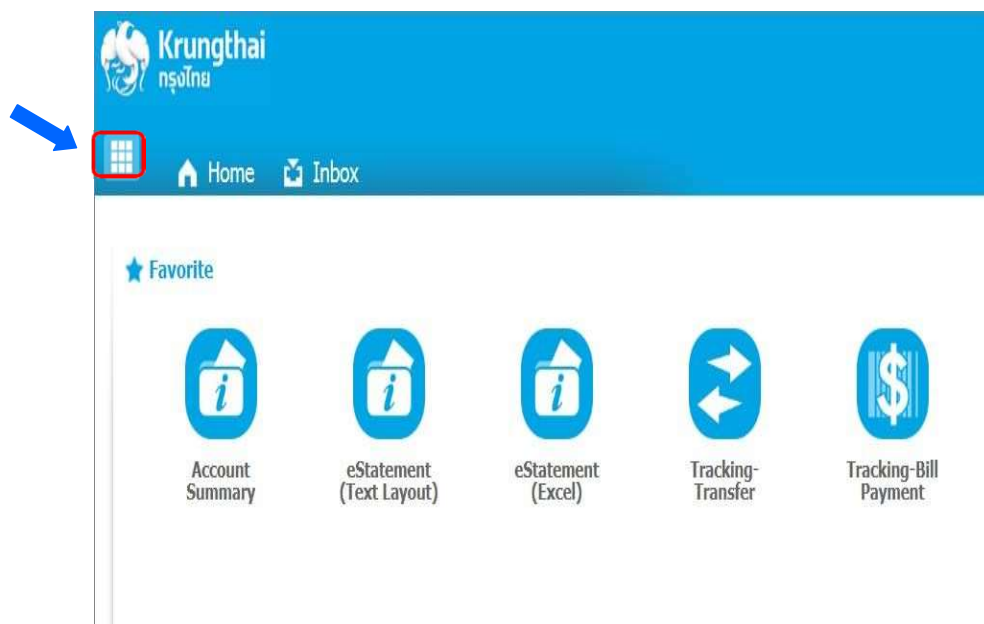 Krungthai
กรุงไทย
Home Inbox
Favorite
Account
Summary
eStatement
(Text Layout)
eStatement
(Excel)
Tracking-
Transfer
Tracking-Bill
Payment